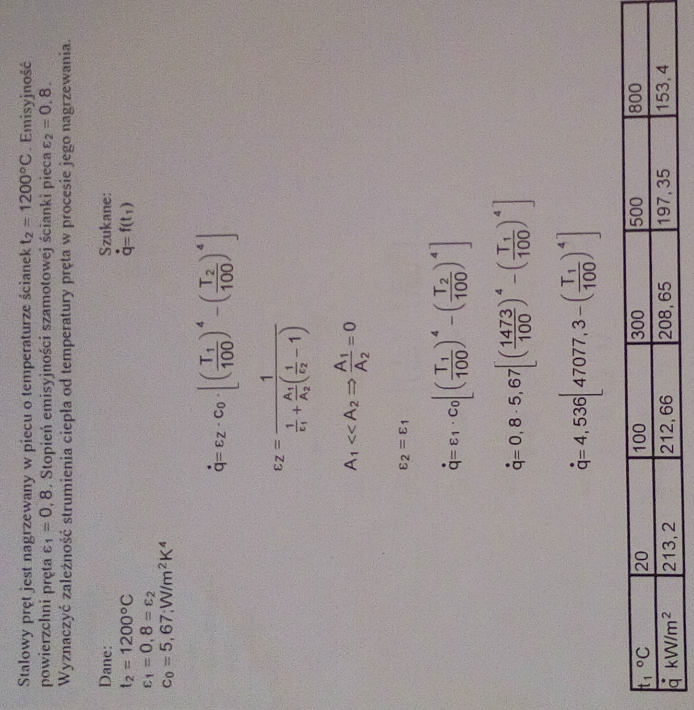 Stalowy pręt jest nagrzewany w piecu o temperaturze ścianek t₂ = 1200°C. Emisyjność
powierzchni pręta ε₁ = 0,8. Stopień emisyjności szamotowej ścianki pieca ε₂ = 0,8.
Wyznaczyć zależność strumienia ciepła od temperatury pręta w procesie jego nagrzewania.
Dane: Szukane:
t₂ = 1200°C q̇= f(t₁)
ε₁ = 0,8 = ε₂
c₀ = 5,67;W/m²K⁴
q̇= εz · c₀ · [(T₁/100)⁴ − (T₂/100)⁴]
εz = 1/(1/ε₁ + A₁/A₂(1/ε₂ − 1))
A₁ << A₂ ⇒ A₁/A₂ = 0
ε₂ = ε₁
q̇= ε₁ · c₀[(T₁/100)⁴ − (T₂/100)⁴]
q̇= 0,8 · 5,67[(1473/100)⁴ − (T₁/100)⁴]
q̇= 4,536[47077,3 − (T₁/100)⁴]
t₁ °C 20 100 300 500 800
q̇ kW/m² 213,2 212,66 208,65 197,35 153,4